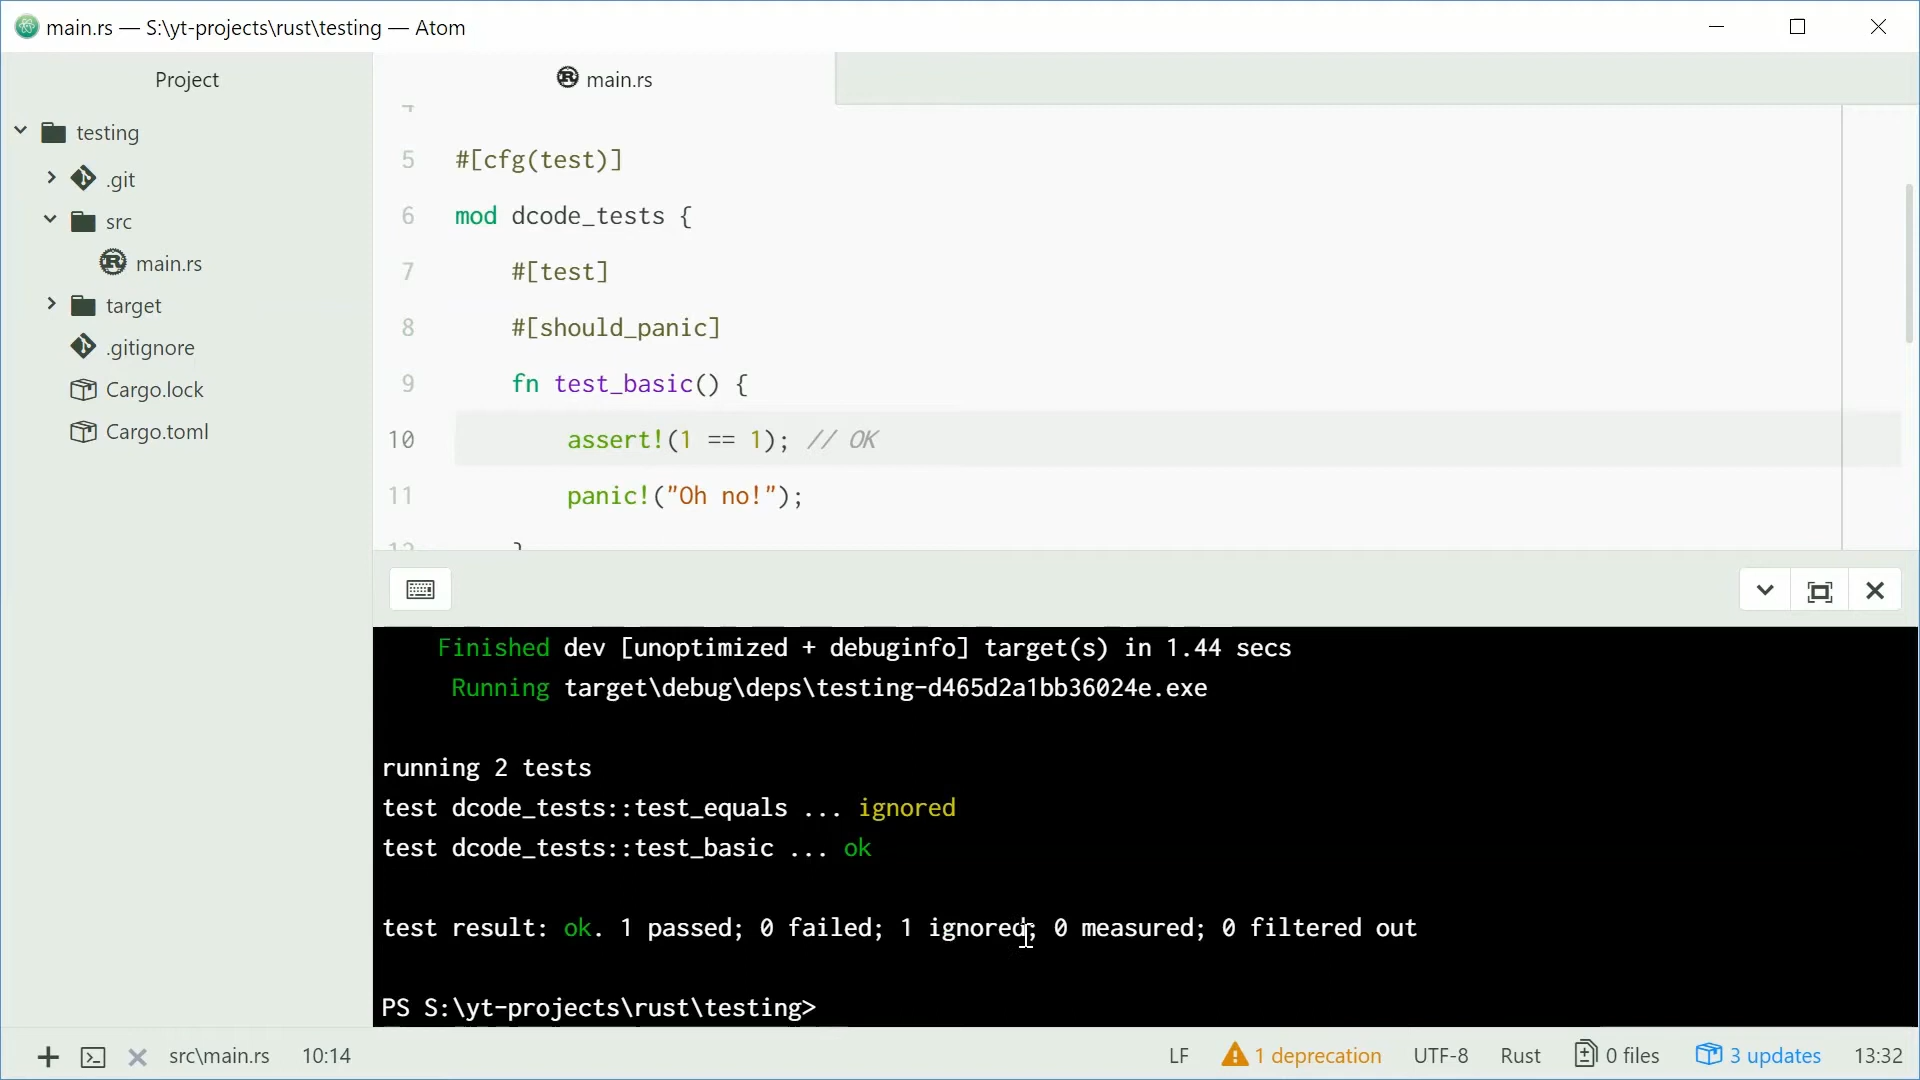 main.rs — S:\yt-projects\rust\testing — Atom
Project
testing
.git
src
main.rs
target
.gitignore
Cargo.lock
Cargo.toml
main.rs
4
5 #[cfg(test)]
6 mod dcode_tests {
7 #[test]
8 #[should_panic]
9 fn test_basic() {
10 assert!(1 == 1); // OK
11 panic!("Oh no!");
12 }
Finished dev [unoptimized + debuginfo] target(s) in 1.44 secs
Running target\debug\deps\testing-d465d2a1bb36024e.exe
running 2 tests
test dcode_tests::test_equals ... ignored
test dcode_tests::test_basic ... ok
test result: ok. 1 passed; 0 failed; 1 ignored; 0 measured; 0 filtered out
PS S:\yt-projects\rust\testing>
src\main.rs 10:14 LF 1 deprecation UTF-8 Rust 0 files 3 updates 13:32